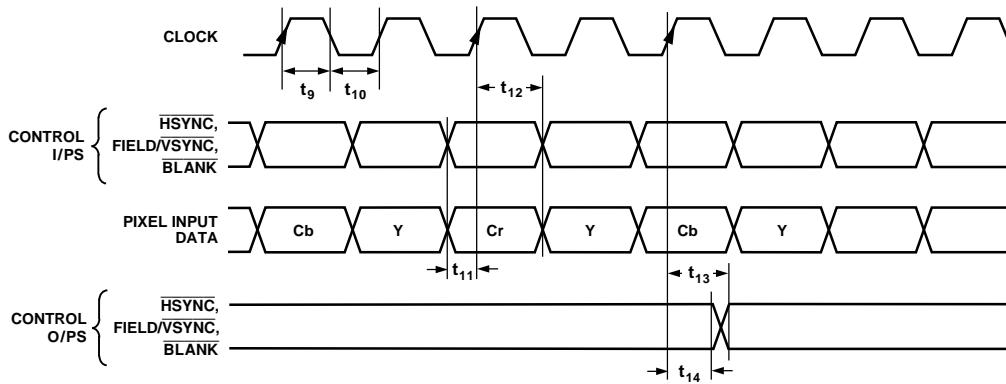 CLOCK
t9 t10 t12
CONTROL I/PS
HSYNC,
FIELD/VSYNC,
BLANK
PIXEL INPUT DATA
Cb Y Cr Y Cb Y
t11 t13
CONTROL O/PS
HSYNC,
FIELD/VSYNC,
BLANK
t14